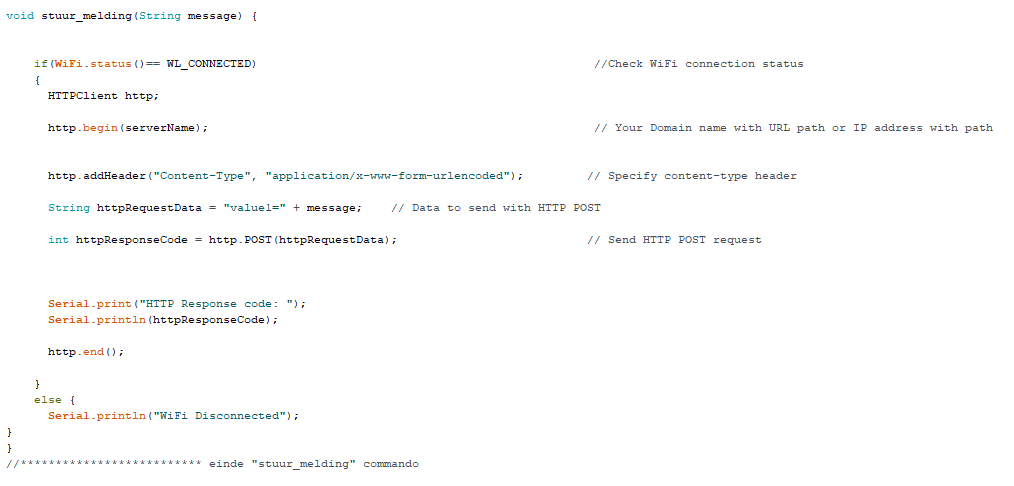 void stuur_melding(String message) {
if(WiFi.status()== WL_CONNECTED) //Check WiFi connection status
{
HTTPClient http;
http.begin(serverName); // Your Domain name with URL path or IP address with path
http.addHeader("Content-Type", "application/x-www-form-urlencoded"); // Specify content-type header
String httpRequestData = "value1=" + message; // Data to send with HTTP POST
int httpResponseCode = http.POST(httpRequestData); // Send HTTP POST request
Serial.print("HTTP Response code: ");
Serial.println(httpResponseCode);
http.end();
}
else {
Serial.println("WiFi Disconnected");
}
}
//************************** einde "stuur_melding" commando